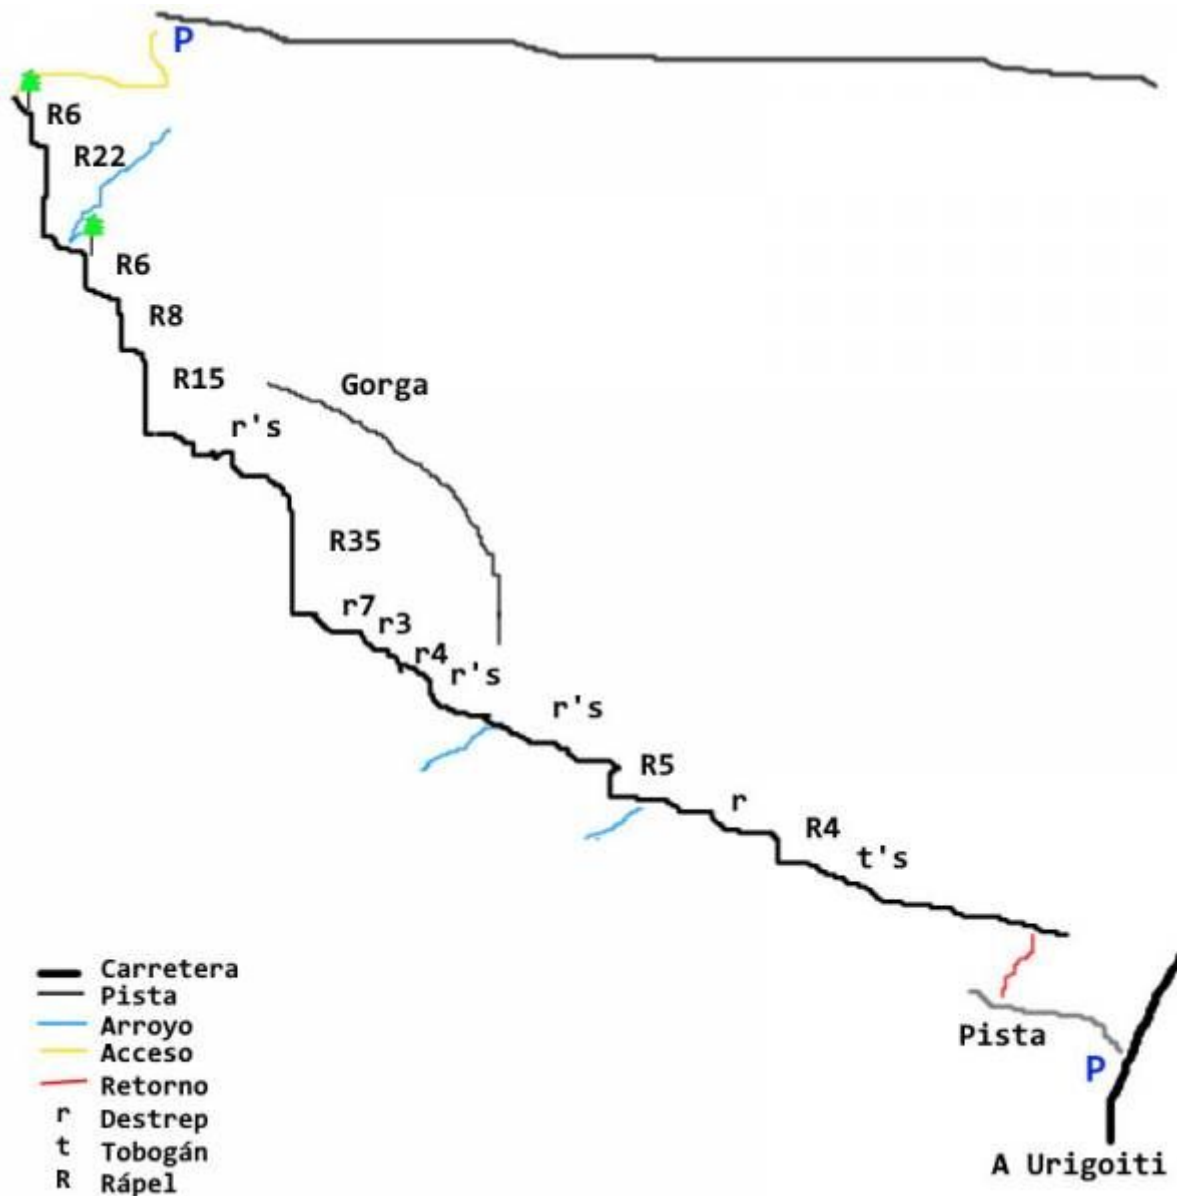 P
R6
R22
R6
R8
R15
Gorga
r's
R35
r7
r3
r4
r's
r's
R5
r
R4
t's
Carretera
Pista
Arroyo
Acceso
Retorno
r Destrep
t Tobogán
R Rápel
Pista
P
A Urigoiti